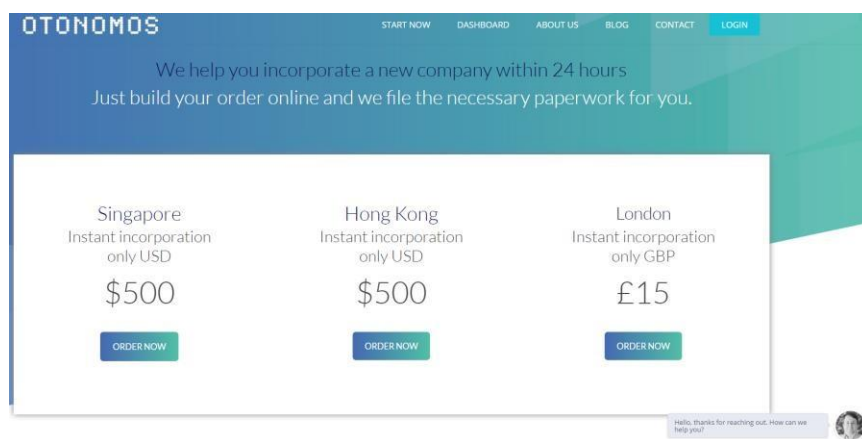 OTONOMOS
START NOW DASHBOARD ABOUT US BLOG CONTACT LOGIN
We help you incorporate a new company within 24 hours
Just build your order online and we file the necessary paperwork for you.
Singapore
Instant incorporation
only USD
$500
ORDER NOW
Hong Kong
Instant incorporation
only USD
$500
ORDER NOW
London
Instant incorporation
only GBP
£15
ORDER NOW
Hello, thanks for reaching out. How can we
help you?